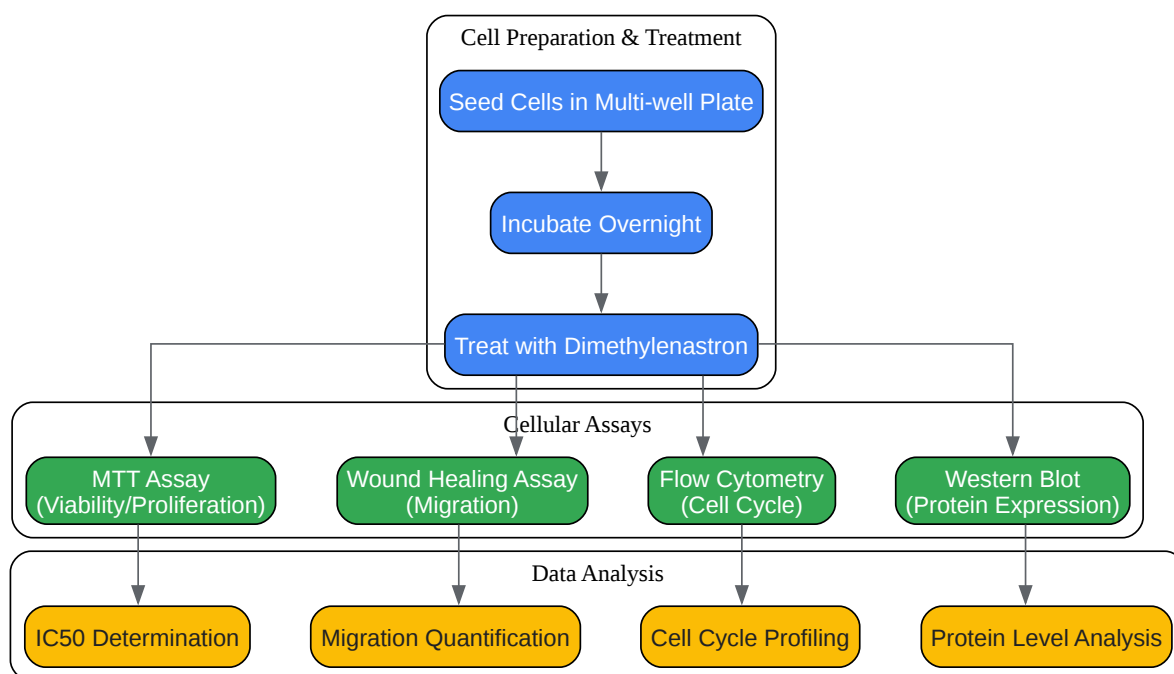 Cell Preparation & Treatment
Seed Cells in Multi-well Plate
Incubate Overnight
Treat with Dimethylenastron
Cellular Assays
MTT Assay
(Viability/Proliferation)
Wound Healing Assay
(Migration)
Flow Cytometry
(Cell Cycle)
Western Blot
(Protein Expression)
Data Analysis
IC50 Determination
Migration Quantification
Cell Cycle Profiling
Protein Level Analysis